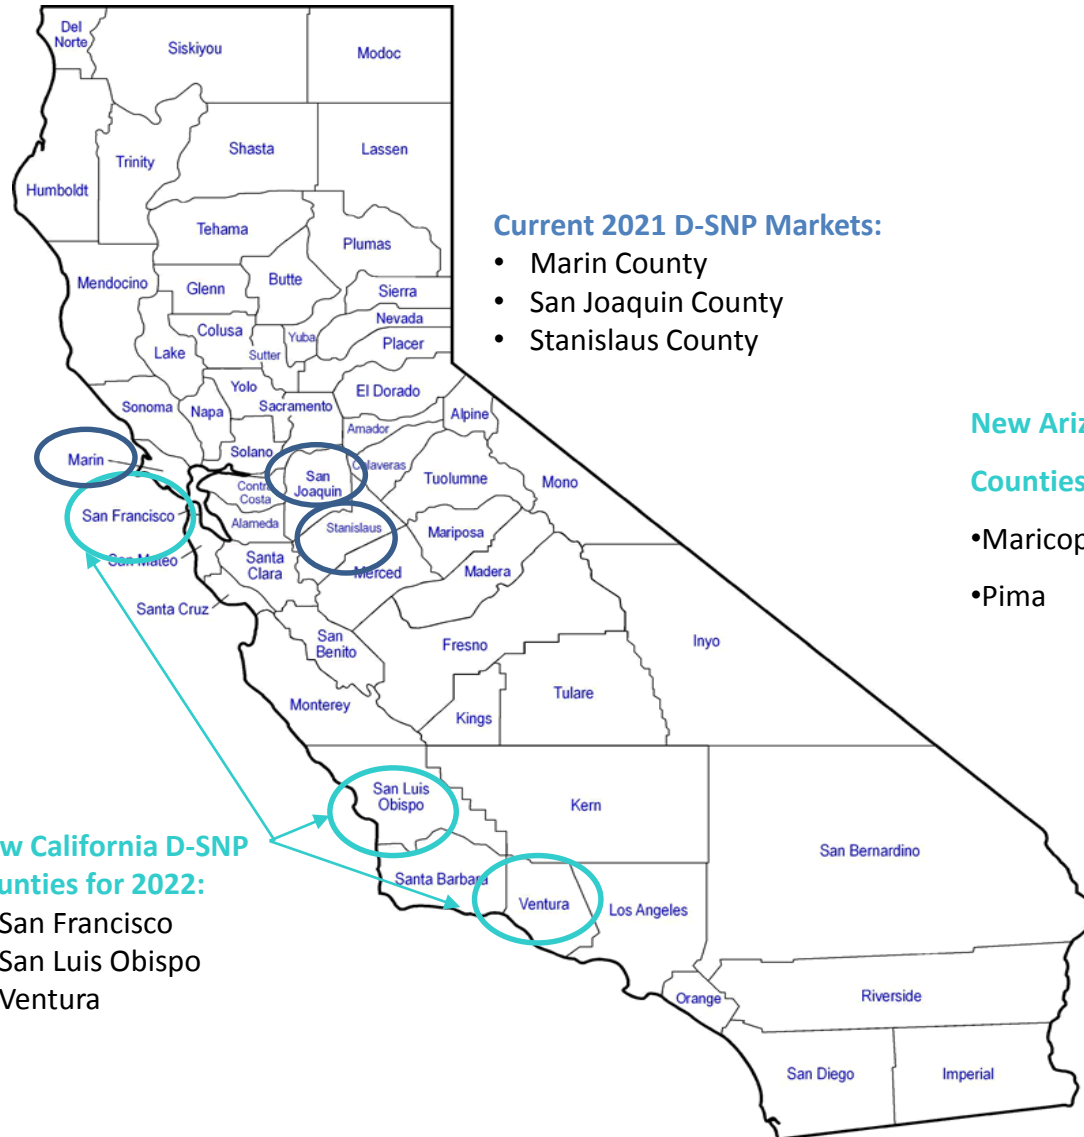 Del
Norte
Siskiyou
Modoc
Trinity
Shasta
Lassen
Humboldt
Tehama
Plumas
Mendocino
Glenn
Butte
Sierra
Colusa
Nevada
Yuba
Lake
Sutter
Placer
Yolo
El Dorado
Sonoma
Napa
Sacramento
Alpine
Amador
Marin
Solano
Calaveras
San
Joaquin
Tuolumne
Mono
Contra
Costa
San Francisco
Alameda
Stanislaus
Mariposa
San Mateo
Santa
Clara
Merced
Madera
Santa Cruz
San
Benito
Fresno
Inyo
Monterey
Kings
Tulare
San Luis
Obispo
Kern
San Bernardino
Santa Barbara
Ventura
Los Angeles
Orange
Riverside
San Diego
Imperial
Current 2021 D-SNP Markets:
• Marin County
• San Joaquin County
• Stanislaus County
New Ariz
Counties
•Maricop
•Pima
w California D-SNP
unties for 2022:
San Francisco
San Luis Obispo
Ventura